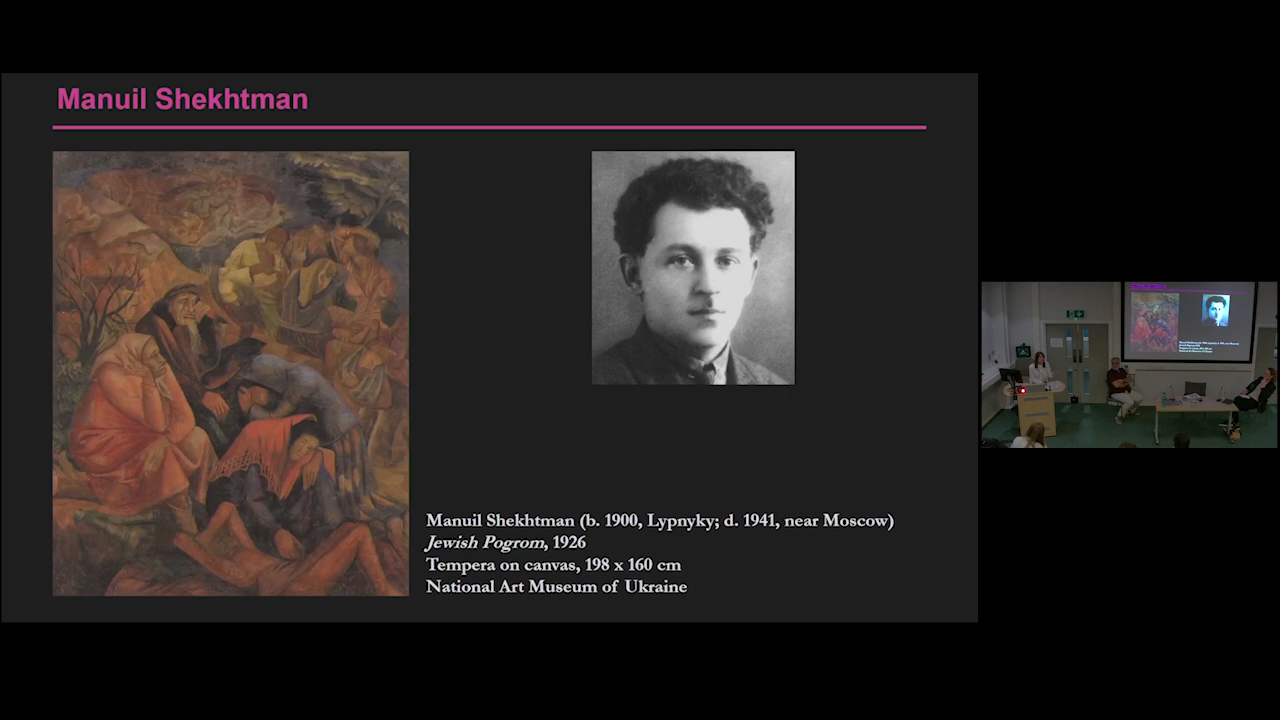 Manuil Shekhtman
Manuil Shekhtman (b. 1900, Lypnyky; d. 1941, near Moscow)
Jewish Pogrom, 1926
Tempera on canvas, 198 x 160 cm
National Art Museum of Ukraine